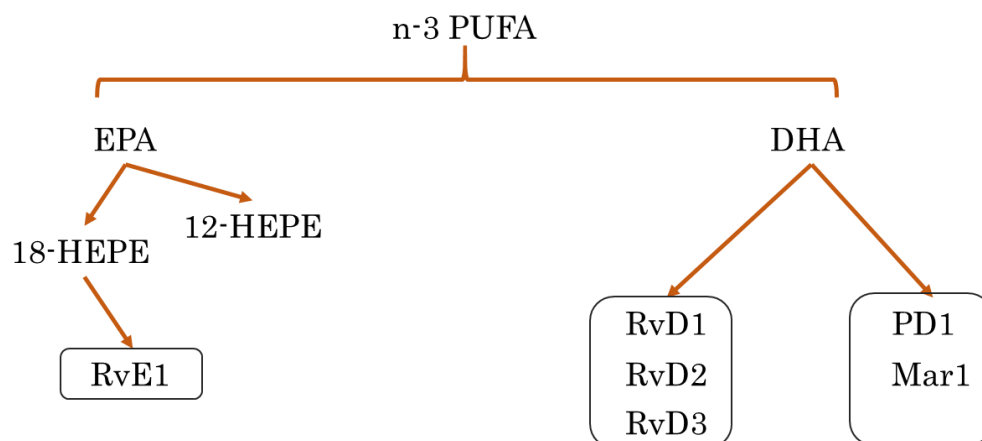 n-3 PUFA
EPA
DHA
12-HEPE
18-HEPE
RvE1
RvD1
RvD2
RvD3
PD1
Mar1